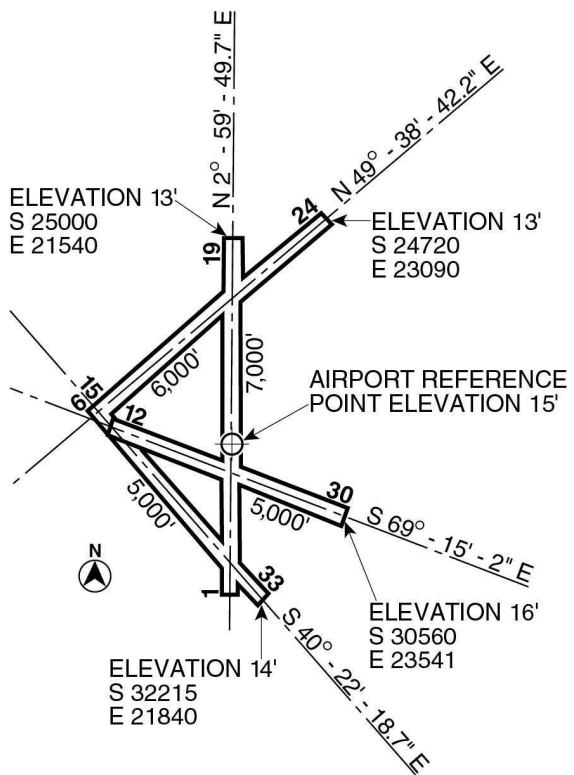 N 2° - 59' - 49.7" E
N 49° - 38' - 42.2" E
ELEVATION 13'
S 25000
E 21540
19
24
ELEVATION 13'
S 24720
E 23090
15
6
12
6,000'
7,000'
AIRPORT REFERENCE
POINT ELEVATION 15'
5,000'
5,000'
30
S 69° - 15' - 2" E
N
1
33
ELEVATION 16'
S 30560
E 23541
S 40° - 22' - 18.7" E
ELEVATION 14'
S 32215
E 21840